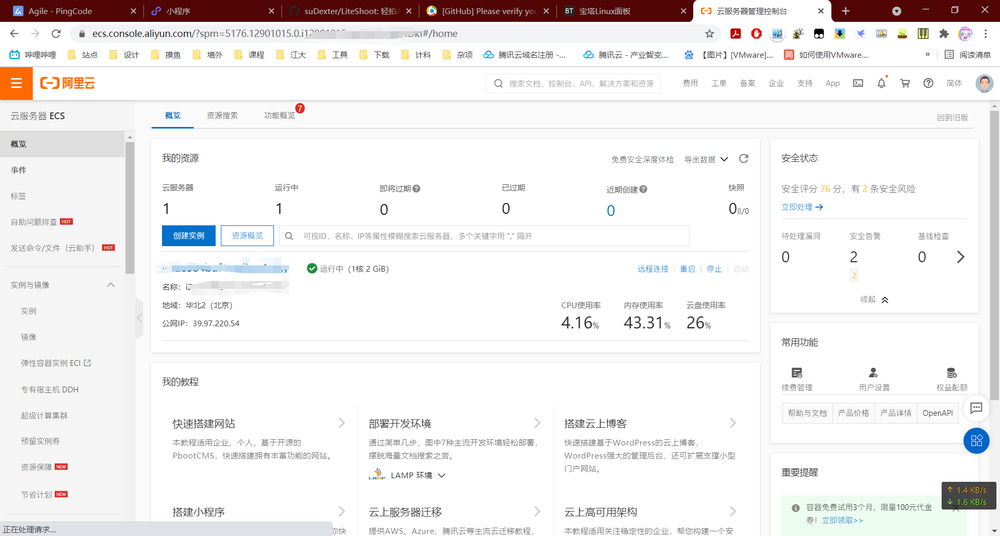 Agile - PingCode
小程序
suDexter/LiteShoot: 轻拍A
[GitHub] Please verify you
BT 宝塔Linux面板
云服务器管理控制台
ecs.console.aliyun.com/?spm=5176.12901015.0.i12901015
#/home
哔哩哔哩
站点
设计
摸鱼
墙外
课程
江大
工具
下载
计科
杂项
腾讯云域名注册 -...
腾讯云 - 产业智变...
【图片】[VMware]...
简 如何使用VMware...
»
阅读清单
阿里云
搜索文档、控制台、API、解决方案和资源
费用
工单
备案
企业
支持
App
简体
云服务器 ECS
概览
资源搜索
功能概览
7
回到旧版
概览
事件
标签
自助问题排查 HOT
发送命令/文件（云助手） HOT
实例与镜像
实例
镜像
弹性容器实例 ECI
专有宿主机 DDH
超级计算集群
预留实例券
资源保障 NEW
节省计划 NEW
正在处理请求...
我的资源
免费安全深度体检
导出数据
云服务器
运行中
即将过期
已过期
近期创建
快照
1
1
0
0
0
0B/0
创建实例
资源概览
可按ID、名称、IP等属性模糊搜索云服务器，多个关键字用 "," 隔开
运行中（1核 2 GiB）
远程连接
重启
停止
启动
名称：
地域：华北2（北京）
公网IP：39.97.220.54
CPU使用率
内存使用率
云盘使用率
4.16%
43.31%
26%
我的教程
快速搭建网站
本教程适用企业、个人，基于开源的
PbootCMS，快速搭建拥有丰富功能的网站。
部署开发环境
通过简单几步，图中7种主流开发环境轻松部署，
摆脱海量文档搜索之苦。
LAMP LAMP 环境
搭建云上博客
快速搭建基于WordPress的云上博客，
WordPress强大的管理后台，还可扩展支撑小型
门户网站。
搭建小程序
你快
云上服务器迁移
提供AWS、Azure、腾讯云等主流云迁移教程，
云上高可用架构
本教程适用关注稳定性的企业，帮您构建一个安
安全状态
安全评分 76 分，有 2 条安全风险
立即处理
待处理漏洞
安全告警
基线检查
0
2
0
2
收起
常用功能
续费管理
用户设置
权益配额
帮助与文档
产品价格
产品详情
OpenAPI
重要提醒
容器免费试用3个月，限量100元代金
券！立即领取>>
↑ 1.4 KB/s
↓ 1.6 KB/s